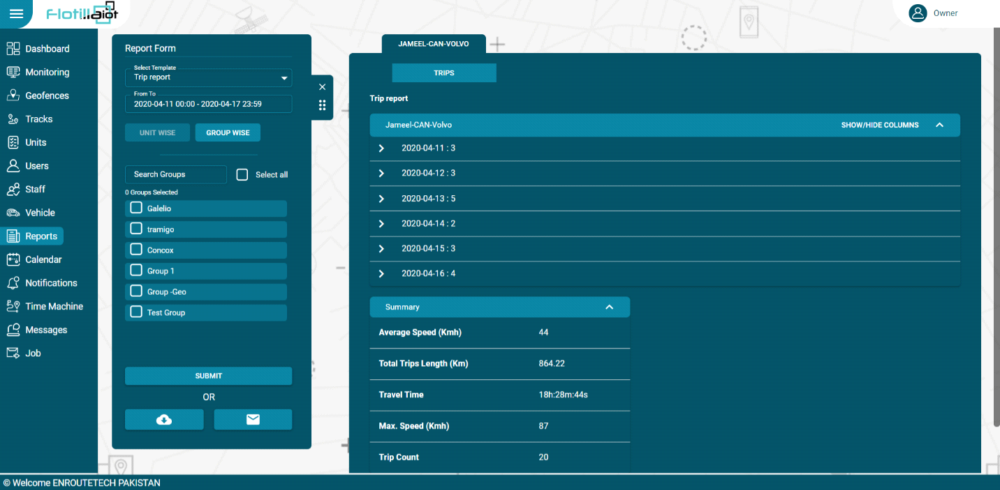 Flotillaiot
Owner
Dashboard
Monitoring
Geofences
Tracks
Units
Users
Staff
Vehicle
Reports
Calendar
Notifications
Time Machine
Messages
Job
Report Form
Select Template
Trip report
From To
2020-04-11 00:00 - 2020-04-17 23:59
UNIT WISE GROUP WISE
Search Groups Select all
0 Groups Selected
Galelio
tramigo
Concox
Group 1
Group -Geo
Test Group
SUBMIT
OR
JAMEEL-CAN-VOLVO
TRIPS
Trip report
Jameel-CAN-Volvo SHOW/HIDE COLUMNS
2020-04-11 : 3
2020-04-12 : 3
2020-04-13 : 5
2020-04-14 : 2
2020-04-15 : 3
2020-04-16 : 4
Summary
Average Speed (Kmh) 44
Total Trips Length (Km) 864.22
Travel Time 18h:28m:44s
Max. Speed (Kmh) 87
Trip Count 20
© Welcome ENROUTETECH PAKISTAN